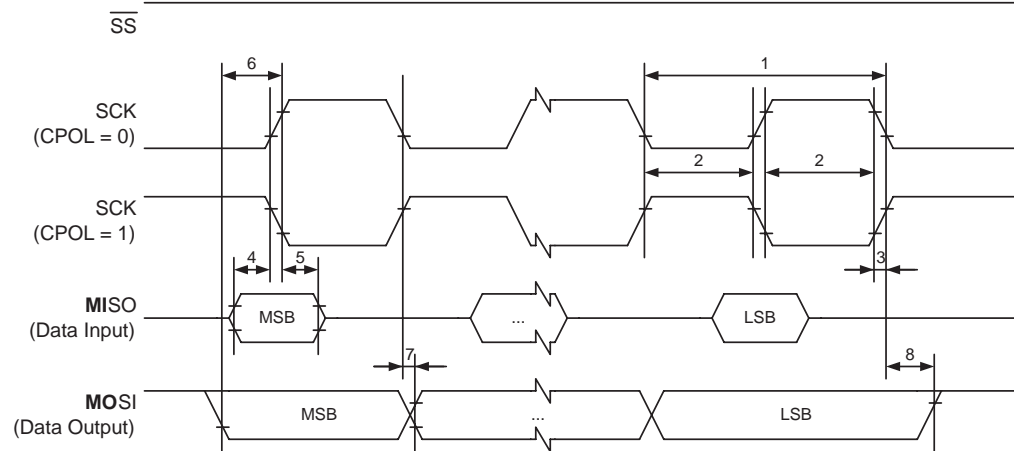 SS
6
1
SCK
(CPOL = 0)
2
2
SCK
(CPOL = 1)
4
5
3
MISO
(Data Input)
MSB
...
LSB
7
8
MOSI
(Data Output)
MSB
...
LSB